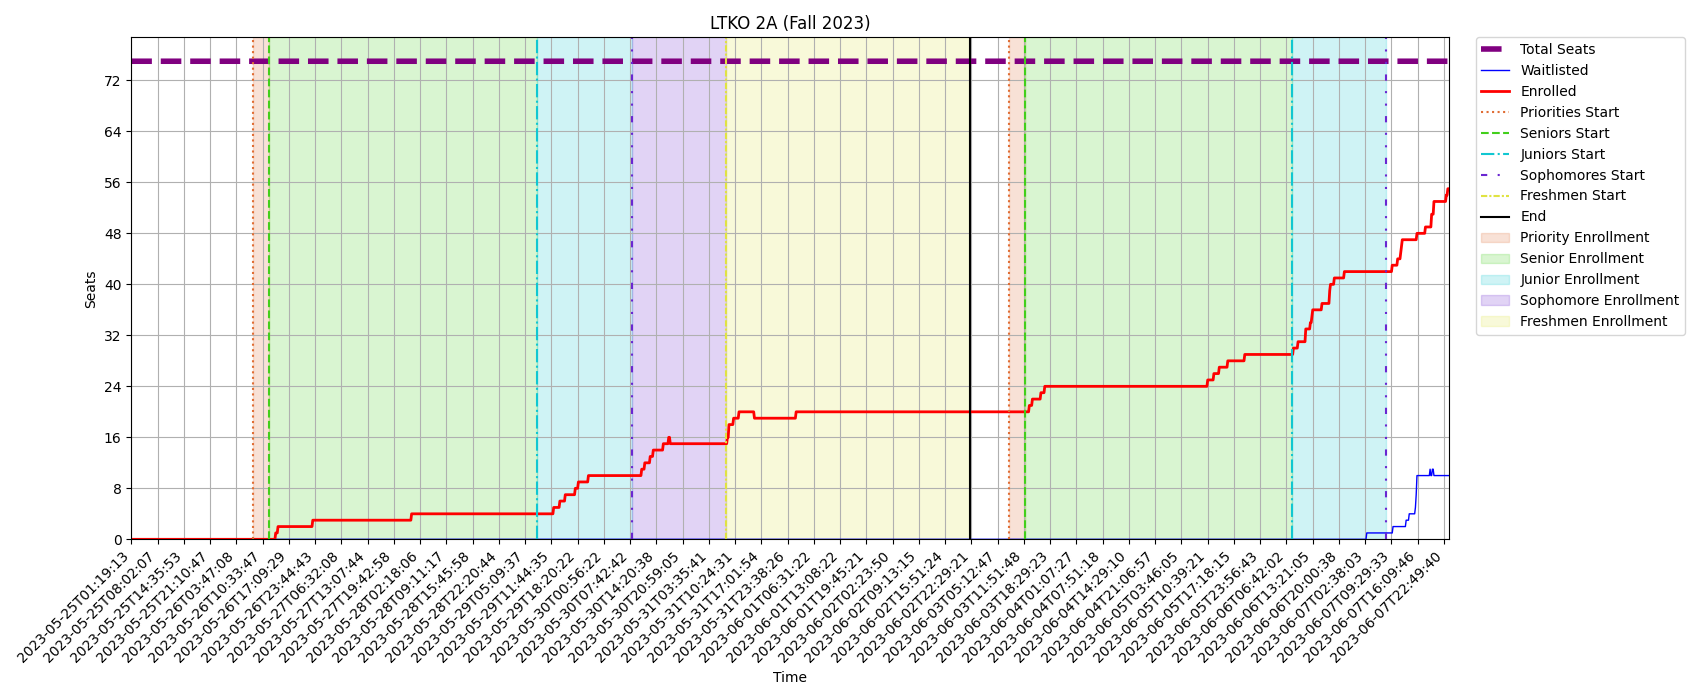 LTKO 2A (Fall 2023)
Seats
72
64
56
48
40
32
24
16
8
0
2023-05-25T01:19:13
2023-05-25T08:02:07
2023-05-25T14:35:53
2023-05-25T21:10:47
2023-05-26T03:47:08
2023-05-26T10:33:47
2023-05-26T17:09:29
2023-05-26T23:44:43
2023-05-27T06:32:08
2023-05-27T13:07:44
2023-05-27T19:42:58
2023-05-28T02:18:06
2023-05-28T09:11:17
2023-05-28T15:45:58
2023-05-28T22:20:44
2023-05-29T05:09:37
2023-05-29T11:44:35
2023-05-29T18:20:22
2023-05-30T00:56:22
2023-05-30T07:42:42
2023-05-30T14:20:38
2023-05-30T20:59:05
2023-05-31T03:35:41
2023-05-31T10:24:31
2023-05-31T17:01:54
2023-05-31T23:38:26
2023-06-01T06:31:22
2023-06-01T13:08:22
2023-06-01T19:45:21
2023-06-02T02:23:50
2023-06-02T09:13:15
2023-06-02T15:51:24
2023-06-02T22:29:21
2023-06-03T05:12:47
2023-06-03T11:51:48
2023-06-03T18:29:23
2023-06-04T01:07:27
2023-06-04T07:51:18
2023-06-04T14:29:10
2023-06-04T21:06:57
2023-06-05T03:46:05
2023-06-05T10:39:21
2023-06-05T17:18:15
2023-06-05T23:56:43
2023-06-06T06:42:02
2023-06-06T13:21:05
2023-06-06T20:00:38
2023-06-07T02:38:03
2023-06-07T09:29:33
2023-06-07T16:09:46
2023-06-07T22:49:40
Time
Total Seats
Waitlisted
Enrolled
Priorities Start
Seniors Start
Juniors Start
Sophomores Start
Freshmen Start
End
Priority Enrollment
Senior Enrollment
Junior Enrollment
Sophomore Enrollment
Freshmen Enrollment